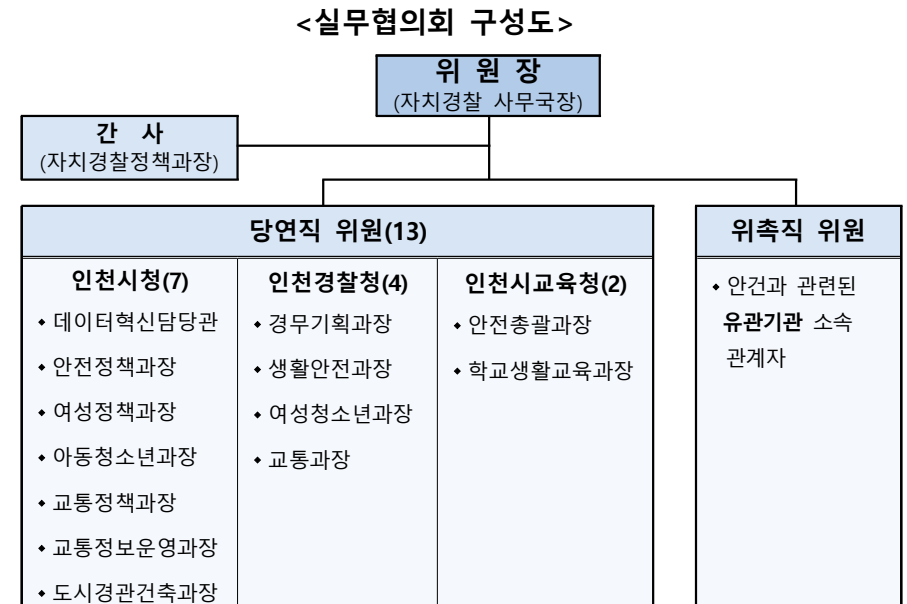 <실무협의회 구성도>
위 원 장
(자치경찰 사무국장)
간 사
(자치경찰정책과장)
당연직 위원(13)
인천시청(7)
◆ 데이터혁신담당관
◆ 안전정책과장
◆ 여성정책과장
◆ 아동청소년과장
◆ 교통정책과장
◆ 교통정보운영과장
◆ 도시경관건축과장
인천경찰청(4)
◆ 경무기획과장
◆ 생활안전과장
◆ 여성청소년과장
◆ 교통과장
인천시교육청(2)
◆ 안전총괄과장
◆ 학교생활교육과장
위촉직 위원
◆ 안건과 관련된
유관기관 소속
관계자